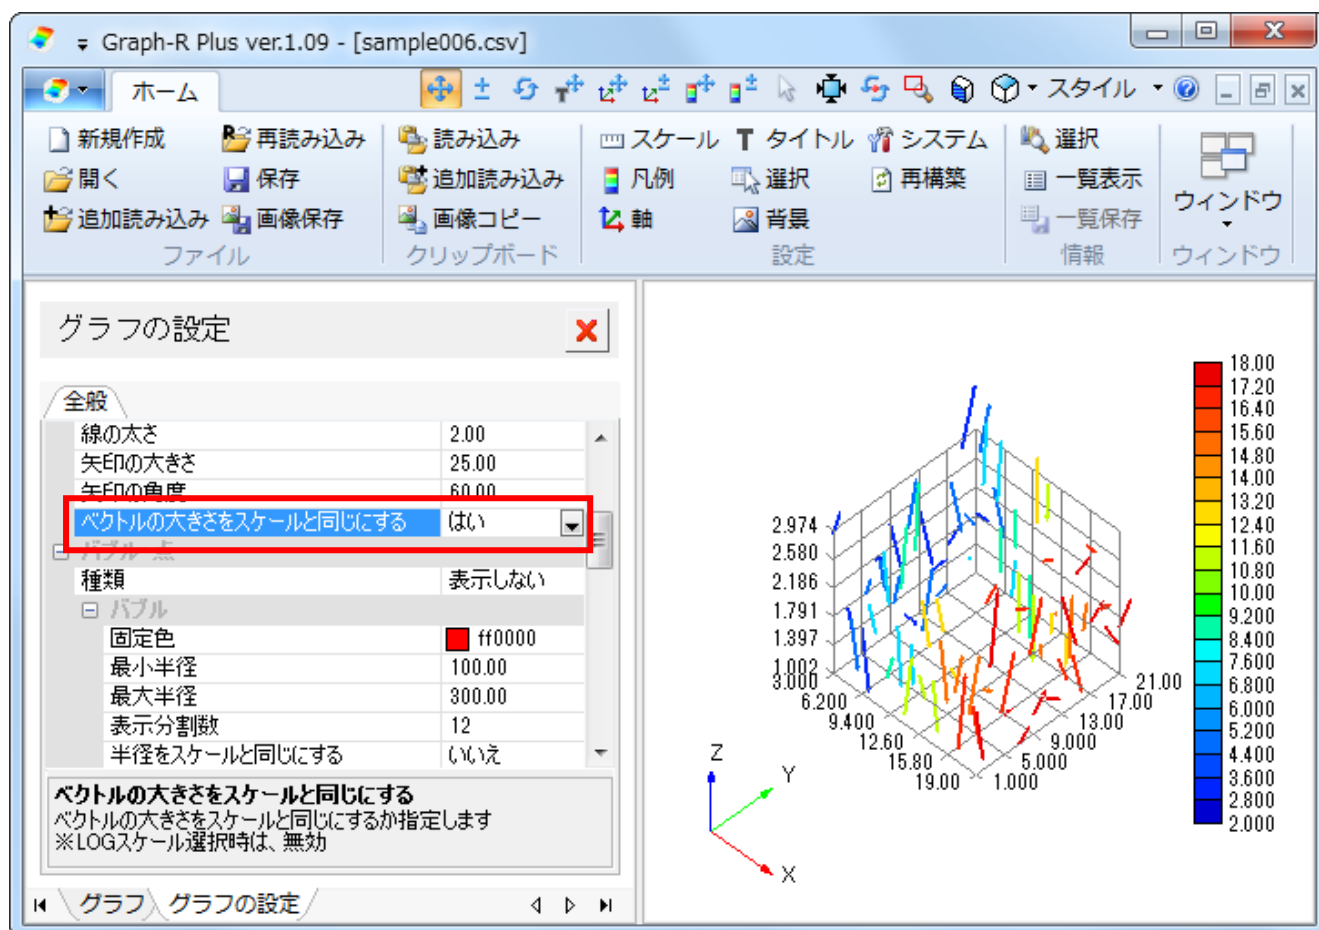 Graph-R Plus ver.1.09 - [sample006.csv]
ホーム
スタイル
新規作成 再読み込み 読み込み スケール T タイトル システム 選択
開く 保存 追加読み込み 凡例 選択 再構築 一覧表示
追加読み込み 画像保存 画像コピー 軸 背景 一覧保存
ウィンドウ
ファイル クリップボード 設定 情報 ウィンドウ
グラフの設定
全般
線の太さ 2.00
矢印の大きさ 25.00
矢印の角度 60.00
ベクトルの大きさをスケールと同じにする はい
バブル・点
種類 表示しない
バブル
固定色 ff0000
最小半径 100.00
最大半径 300.00
表示分割数 12
半径をスケールと同じにする いいえ
ベクトルの大きさをスケールと同じにする
ベクトルの大きさをスケールと同じにするか指定します
※LOGスケール選択時は、無効
グラフ グラフの設定
2.974
2.580
2.186
1.791
1.397
1.002
3.000
6.200
9.400
12.60
15.80
19.00
1.000
5.000
9.000
13.00
17.00
21.00
Z
Y
X
18.00
17.20
16.40
15.60
14.80
14.00
13.20
12.40
11.60
10.80
10.00
9.200
8.400
7.600
6.800
6.000
5.200
4.400
3.600
2.800
2.000